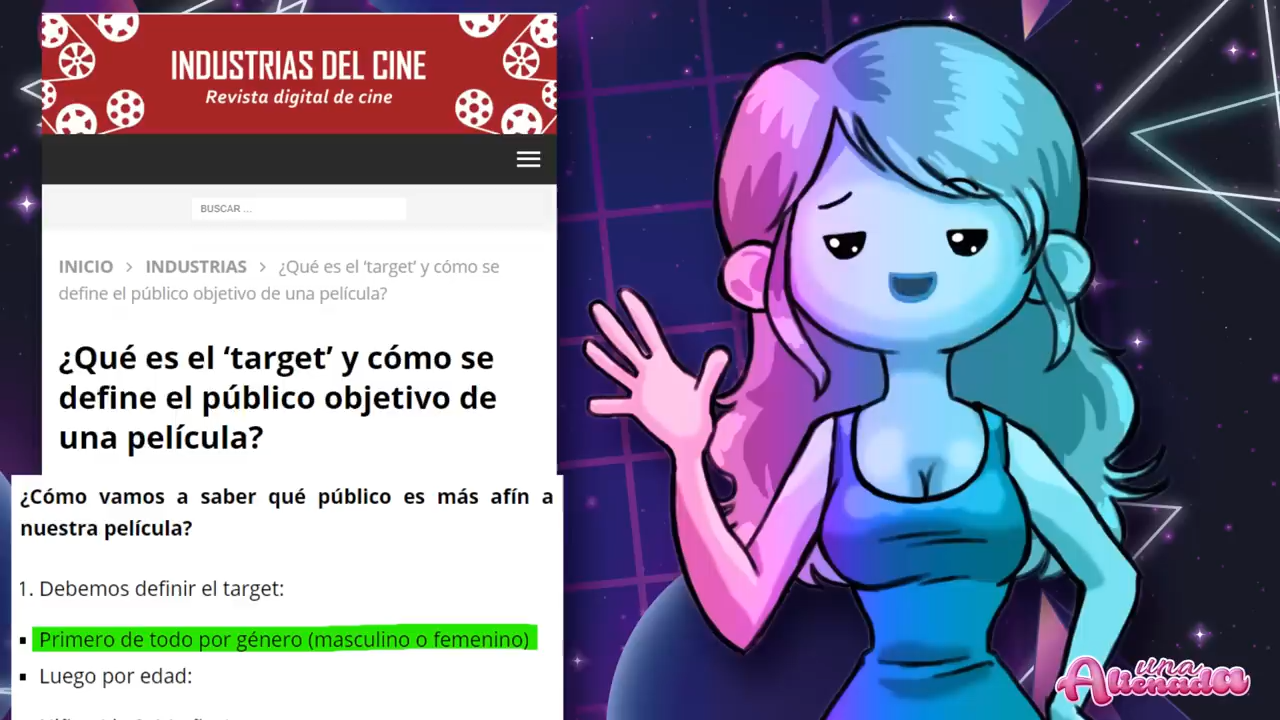 INDUSTRIAS DEL CINE
Revista digital de cine
BUSCAR ...
INICIO > INDUSTRIAS > ¿Qué es el ‘target’ y cómo se
define el público objetivo de una película?
¿Qué es el ‘target’ y cómo se
define el público objetivo de
una película?
¿Cómo vamos a saber qué público es más afín a
nuestra película?
1. Debemos definir el target:
▪ Primero de todo por género (masculino o femenino)
▪ Luego por edad:
una
Alienada